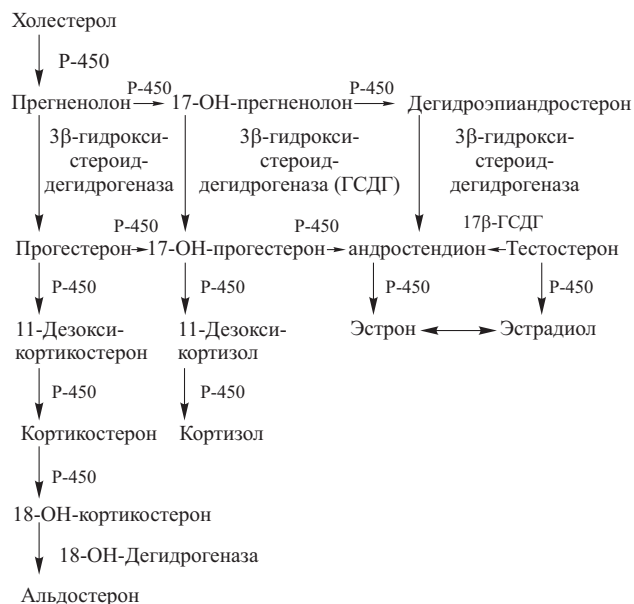 Холестерол
P-450
P-450 P-450
Прегненолон 17-ОН-прегненолон Дегидроэпиандростерон
3β-гидрокси- 3β-гидрокси- 3β-гидрокси-
стероид- стероид- стероид-
дегидрогеназа дегидрогеназа (ГСДГ) дегидрогеназа
P-450 P-450 17β-ГСДГ
Прогестерон 17-ОН-прогестерон андростендион Тестостерон
P-450 P-450 P-450 P-450
11-Дезокси- 11-Дезокси- Эстрон Эстрадиол
кортикостерон кортизол
P-450 P-450
Кортикостерон Кортизол
P-450
18-ОН-кортикостерон
18-ОН-Дегидрогеназа
Альдостерон